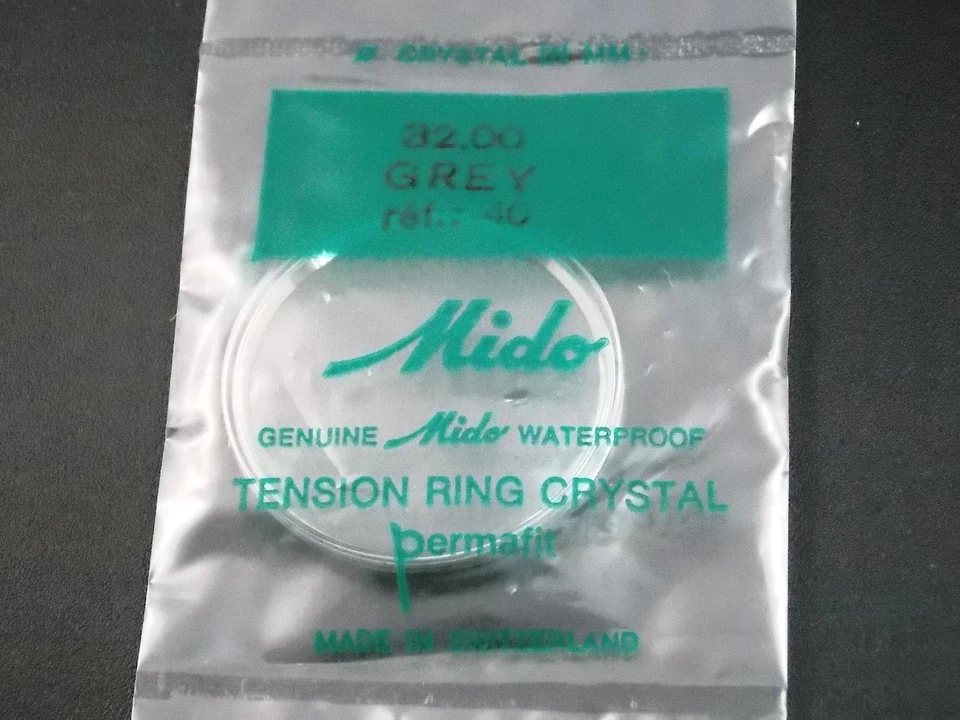 ø CRYSTAL IN MM:
32.00
GREY
réf.: 40
Mido
GENUINE Mido WATERPROOF
TENSION RING CRYSTAL
permafit
MADE IN SWITZERLAND